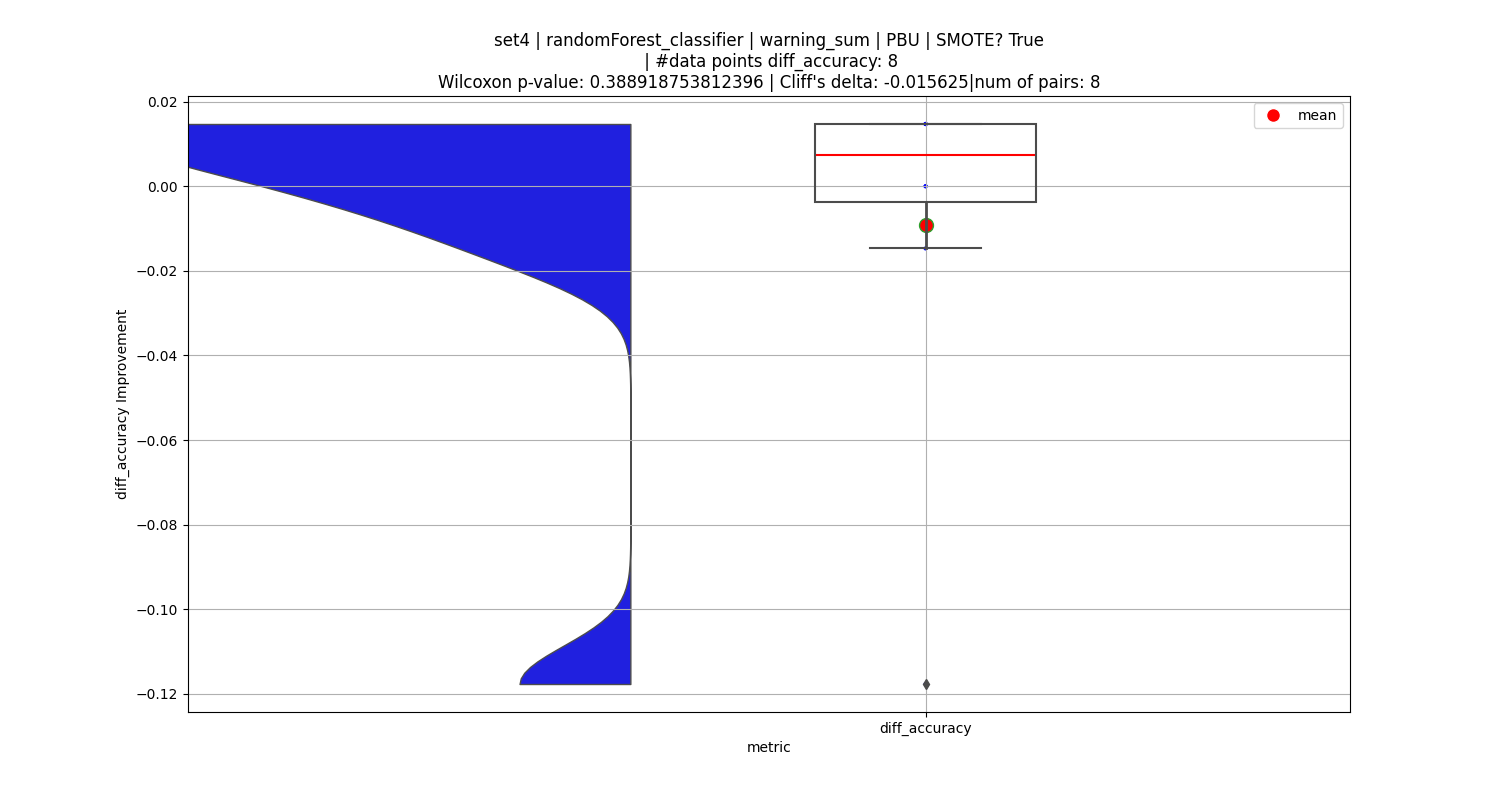 set4 | randomForest_classifier | warning_sum | PBU | SMOTE? True
| #data points diff_accuracy: 8
Wilcoxon p-value: 0.388918753812396 | Cliff's delta: -0.015625|num of pairs: 8
mean
0.02
0.00
−0.02
−0.04
−0.06
−0.08
−0.10
−0.12
diff_accuracy Improvement
diff_accuracy
metric